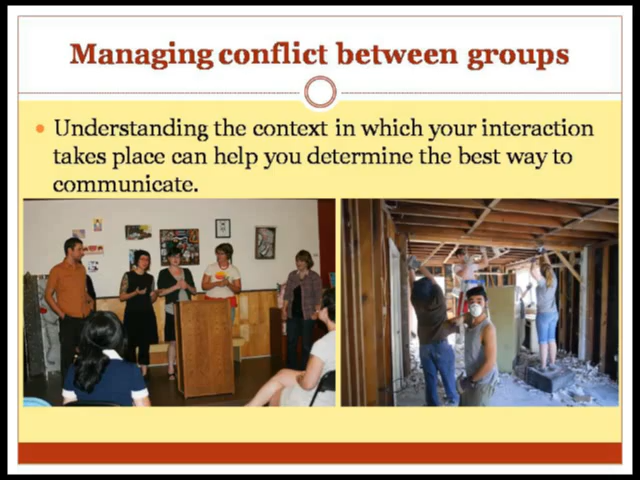 Managing conflict between groups
Understanding the context in which your interaction
takes place can help you determine the best way to
communicate.